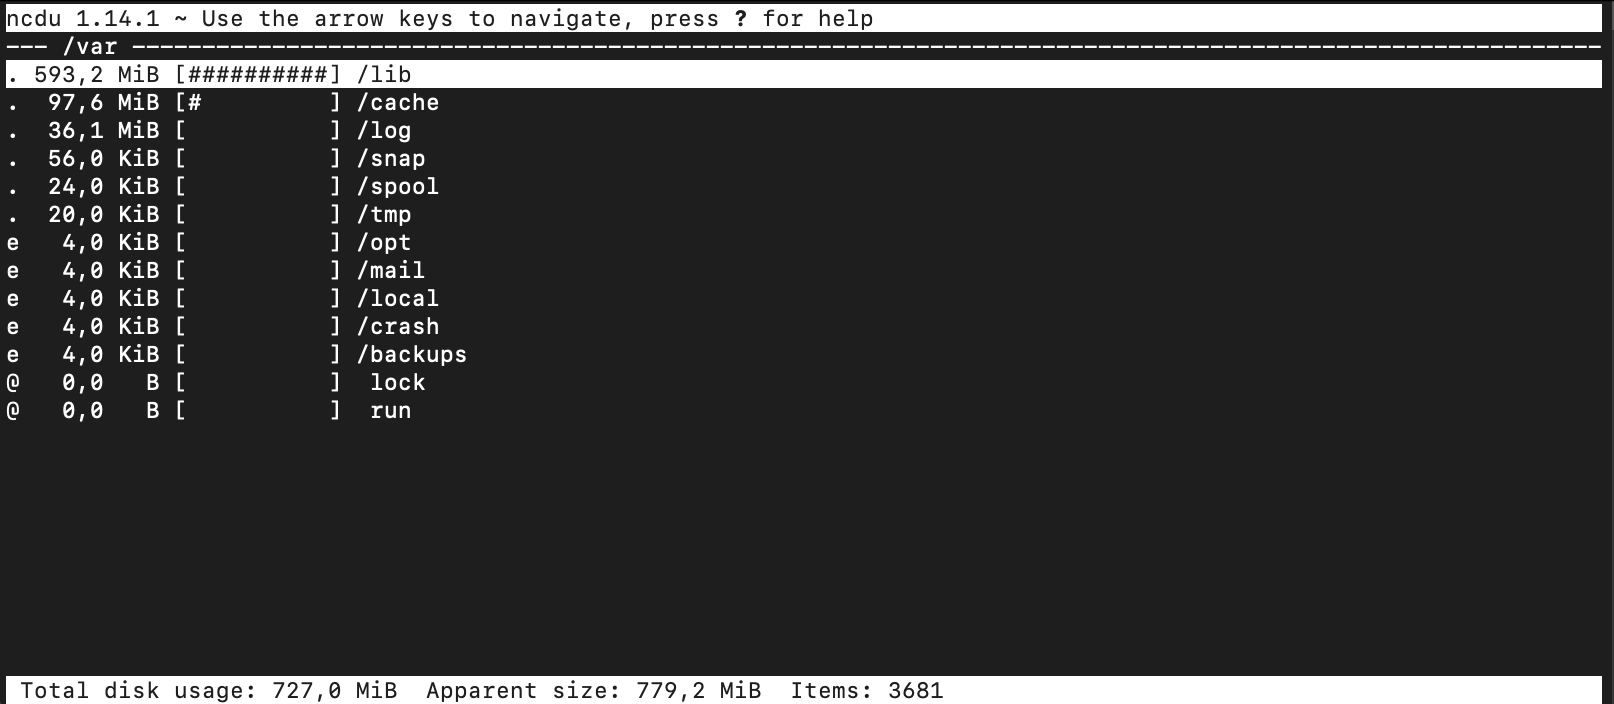 ncdu 1.14.1 ~ Use the arrow keys to navigate, press ? for help
--- /var ---------------------------------------------------------------------------------------------------------
. 593,2 MiB [##########] /lib
.  97,6 MiB [#         ] /cache
.  36,1 MiB [          ] /log
.  56,0 KiB [          ] /snap
.  24,0 KiB [          ] /spool
.  20,0 KiB [          ] /tmp
e   4,0 KiB [          ] /opt
e   4,0 KiB [          ] /mail
e   4,0 KiB [          ] /local
e   4,0 KiB [          ] /crash
e   4,0 KiB [          ] /backups
@   0,0   B [          ]  lock
@   0,0   B [          ]  run
Total disk usage: 727,0 MiB  Apparent size: 779,2 MiB  Items: 3681